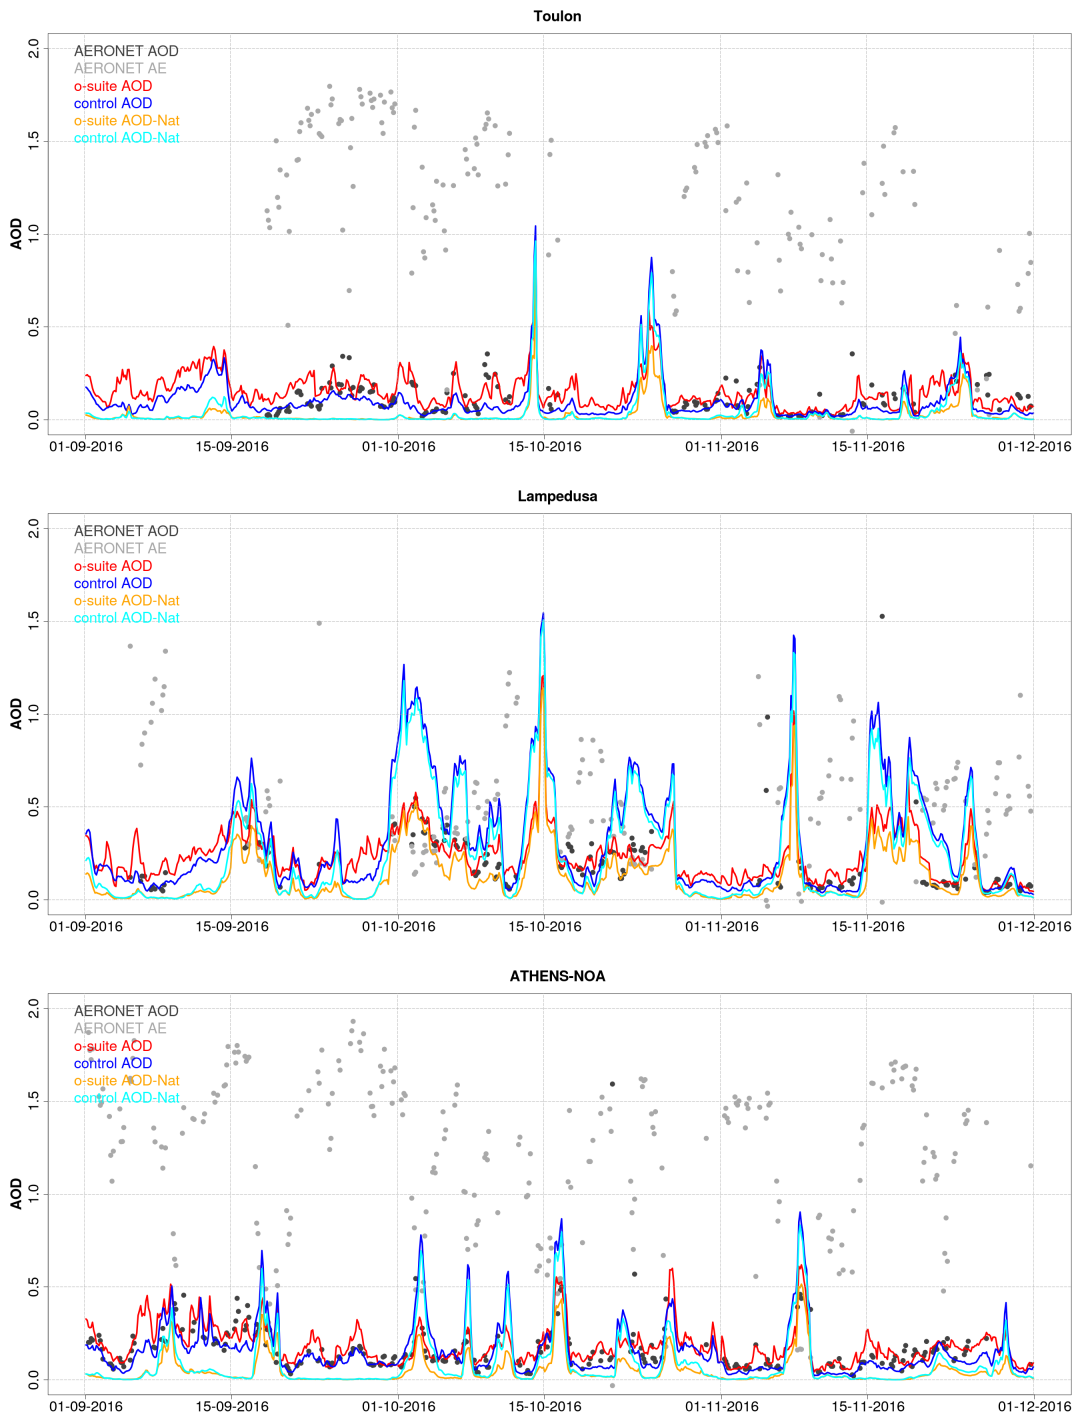 Toulon
2.0
1.5
1.0
0.5
0.0
AOD
AERONET AOD
AERONET AE
o-suite AOD
control AOD
o-suite AOD-Nat
control AOD-Nat
01-09-2016 15-09-2016 01-10-2016 15-10-2016 01-11-2016 15-11-2016 01-12-2016
Lampedusa
2.0
1.5
1.0
0.5
0.0
AOD
AERONET AOD
AERONET AE
o-suite AOD
control AOD
o-suite AOD-Nat
control AOD-Nat
01-09-2016 15-09-2016 01-10-2016 15-10-2016 01-11-2016 15-11-2016 01-12-2016
ATHENS-NOA
2.0
1.5
1.0
0.5
0.0
AOD
AERONET AOD
AERONET AE
o-suite AOD
control AOD
o-suite AOD-Nat
control AOD-Nat
01-09-2016 15-09-2016 01-10-2016 15-10-2016 01-11-2016 15-11-2016 01-12-2016